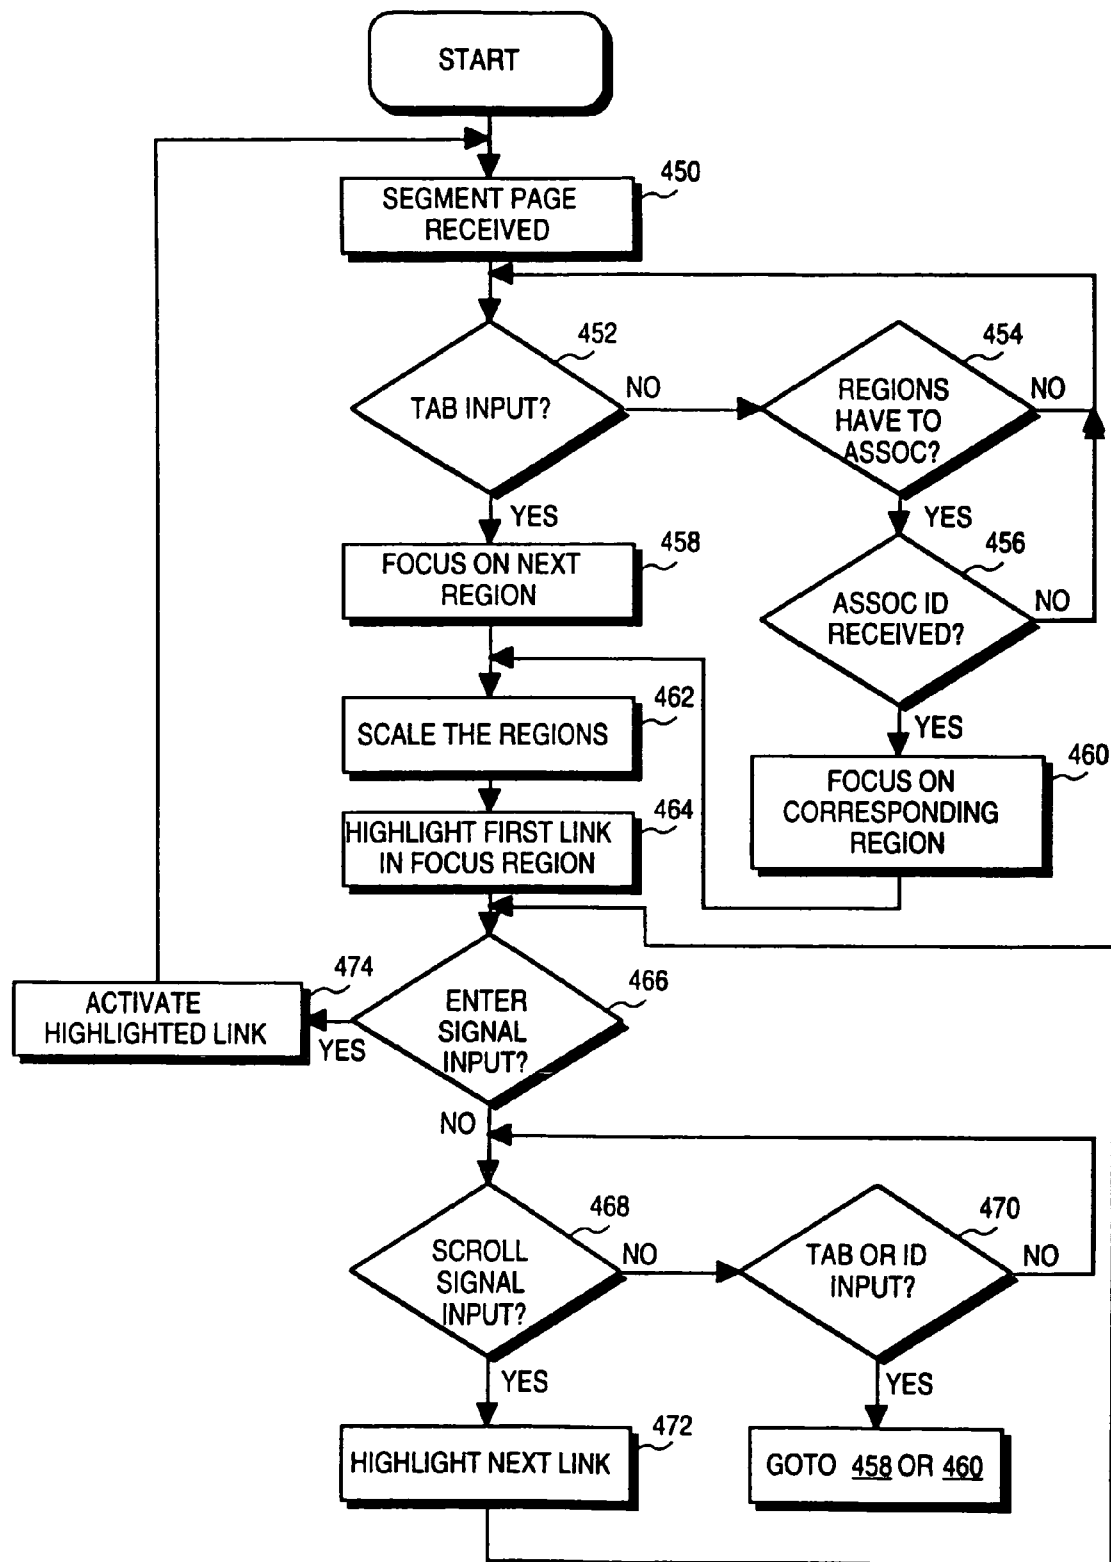 START
450
SEGMENT PAGE
RECEIVED
452
TAB INPUT?
NO
454
REGIONS
HAVE TO
ASSOC?
NO
YES
YES
458
FOCUS ON NEXT
REGION
456
ASSOC ID
RECEIVED?
NO
YES
462
SCALE THE REGIONS
460
FOCUS ON
CORRESPONDING
REGION
464
HIGHLIGHT FIRST LINK
IN FOCUS REGION
474
ACTIVATE
HIGHLIGHTED LINK
YES
466
ENTER
SIGNAL
INPUT?
NO
468
SCROLL
SIGNAL
INPUT?
NO
470
TAB OR ID
INPUT?
NO
YES
YES
472
HIGHLIGHT NEXT LINK
GOTO 458 OR 460